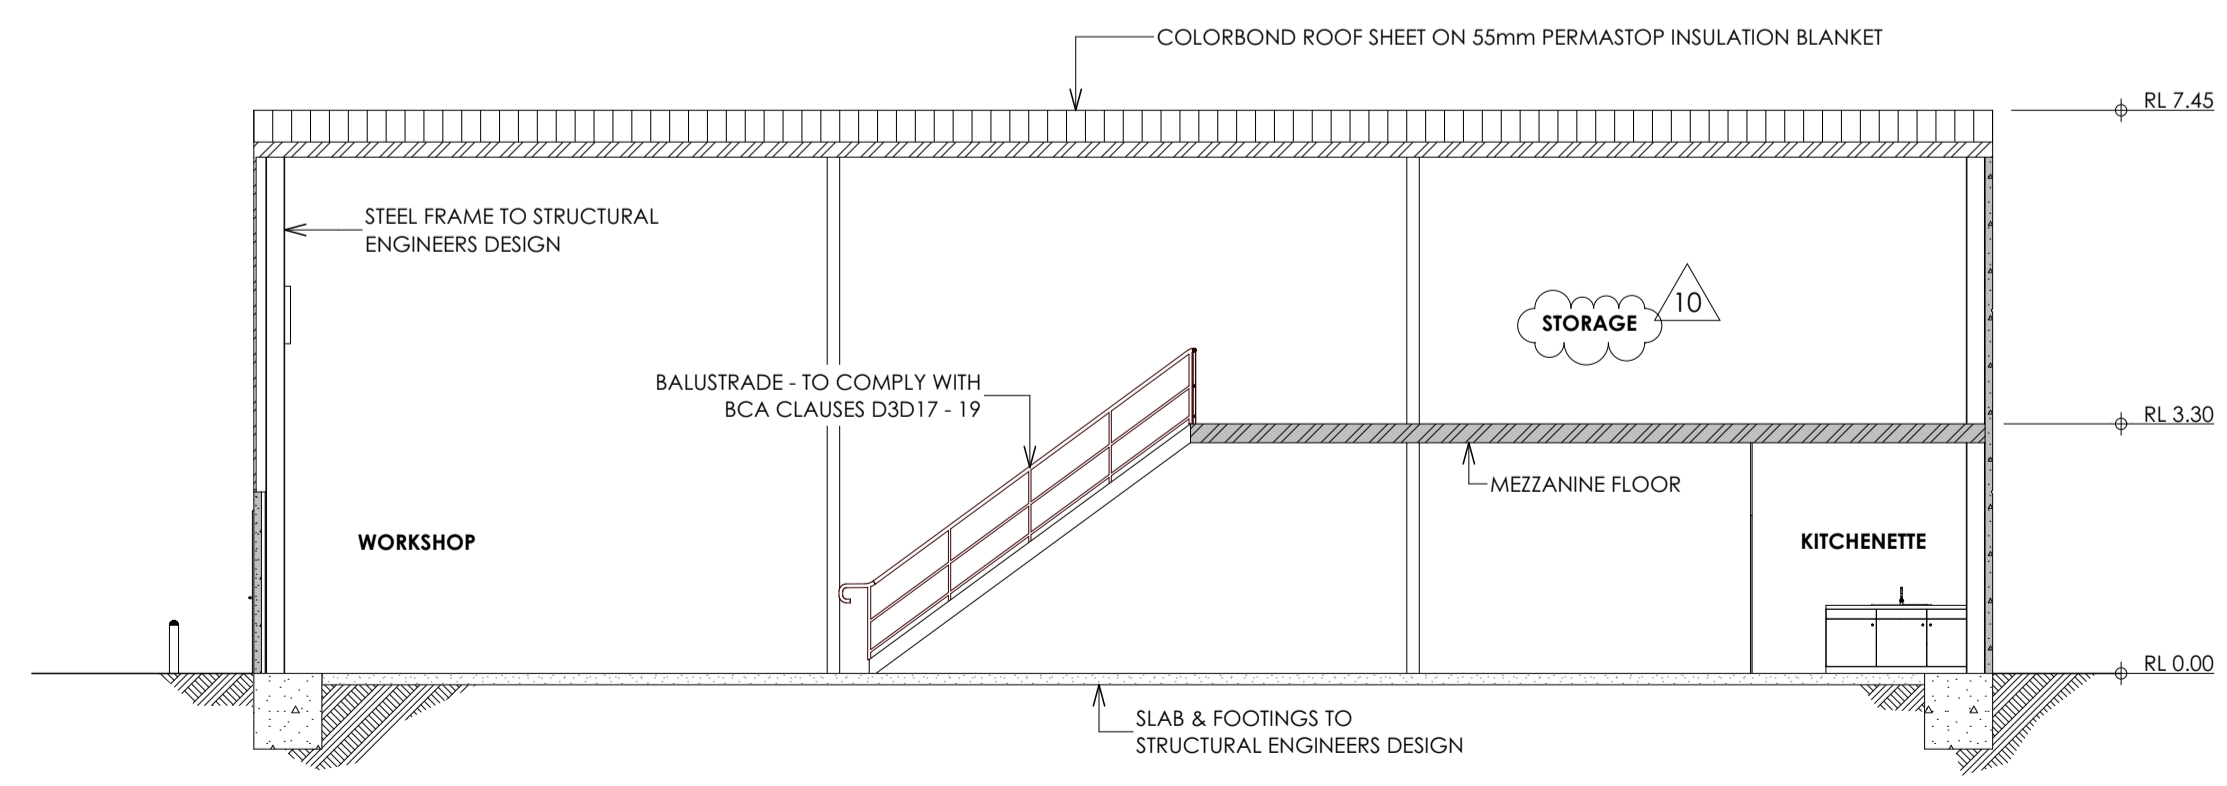 COLORBOND ROOF SHEET ON 55mm PERMASTOP INSULATION BLANKET
RL 7.45
STEEL FRAME TO STRUCTURAL
ENGINEERS DESIGN
10
STORAGE
BALUSTRADE - TO COMPLY WITH
BCA CLAUSES D3D17 - 19
RL 3.30
MEZZANINE FLOOR
WORKSHOP
KITCHENETTE
RL 0.00
SLAB & FOOTINGS TO
STRUCTURAL ENGINEERS DESIGN